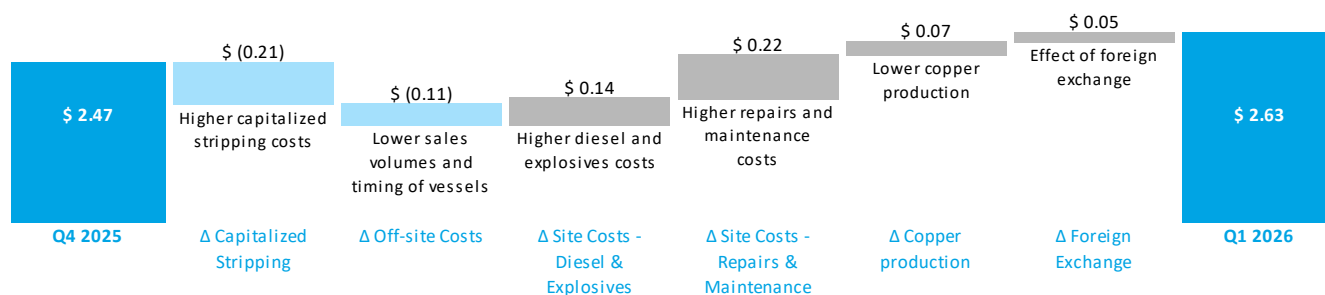 $ 2.47
$ (0.21)
Higher capitalized
stripping costs
$ (0.11)
Lower sales
volumes and
timing of vessels
$ 0.14
Higher diesel and
explosives costs
$ 0.22
Higher repairs and
maintenance
costs
$ 0.07
Lower copper
production
$ 0.05
Effect of foreign
exchange
$ 2.63
Q4 2025
Δ Capitalized
Stripping
Δ Off-site Costs
Δ Site Costs -
Diesel &
Explosives
Δ Site Costs -
Repairs &
Maintenance
Δ Copper
production
Δ Foreign
Exchange
Q1 2026